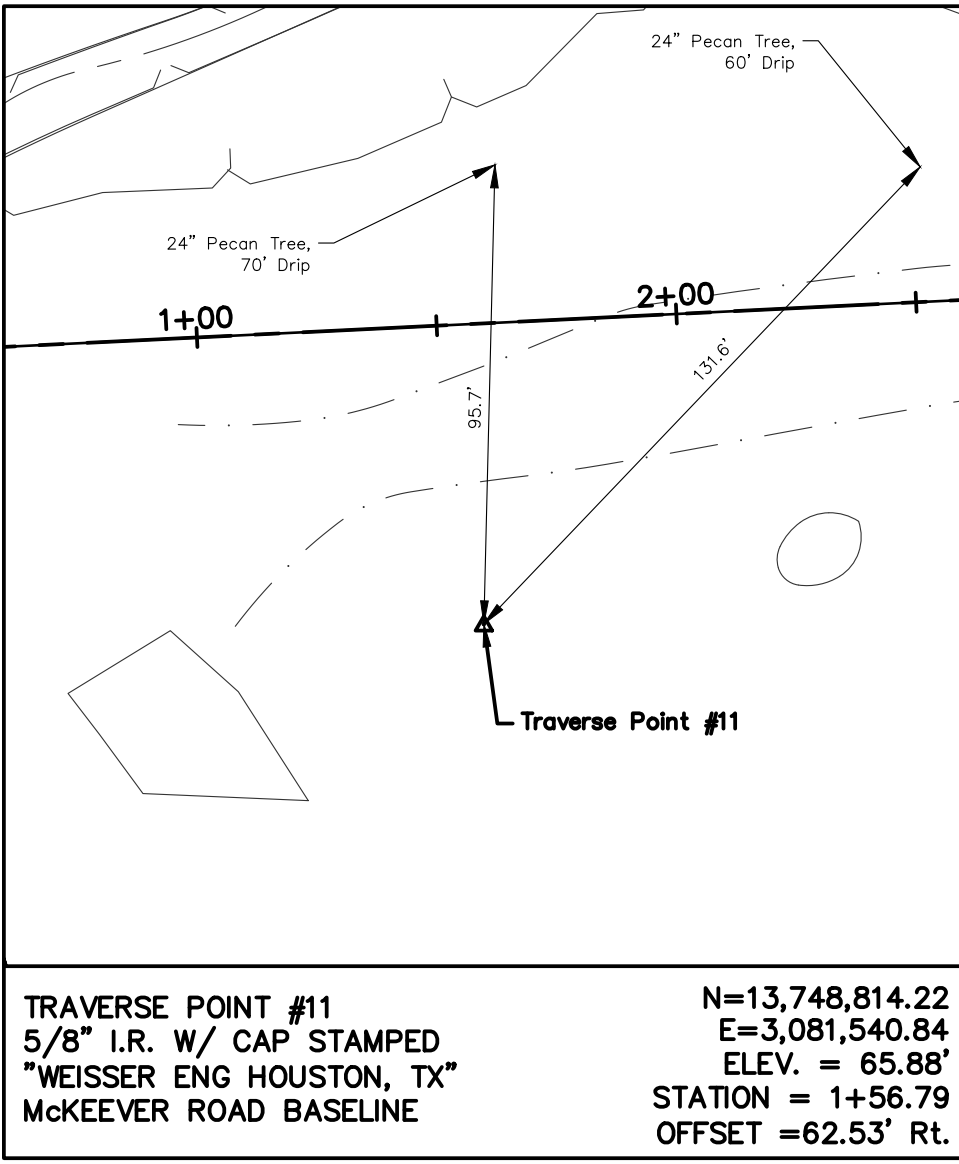 24" Pecan Tree,
60' Drip
24" Pecan Tree,
70' Drip
1+00
2+00
131.6'
95.7'
Traverse Point #11
TRAVERSE POINT #11
5/8" I.R. W/ CAP STAMPED
"WEISSER ENG HOUSTON, TX"
McKEEVER ROAD BASELINE
N=13,748,814.22
E=3,081,540.84
ELEV. = 65.88'
STATION = 1+56.79
OFFSET =62.53' Rt.